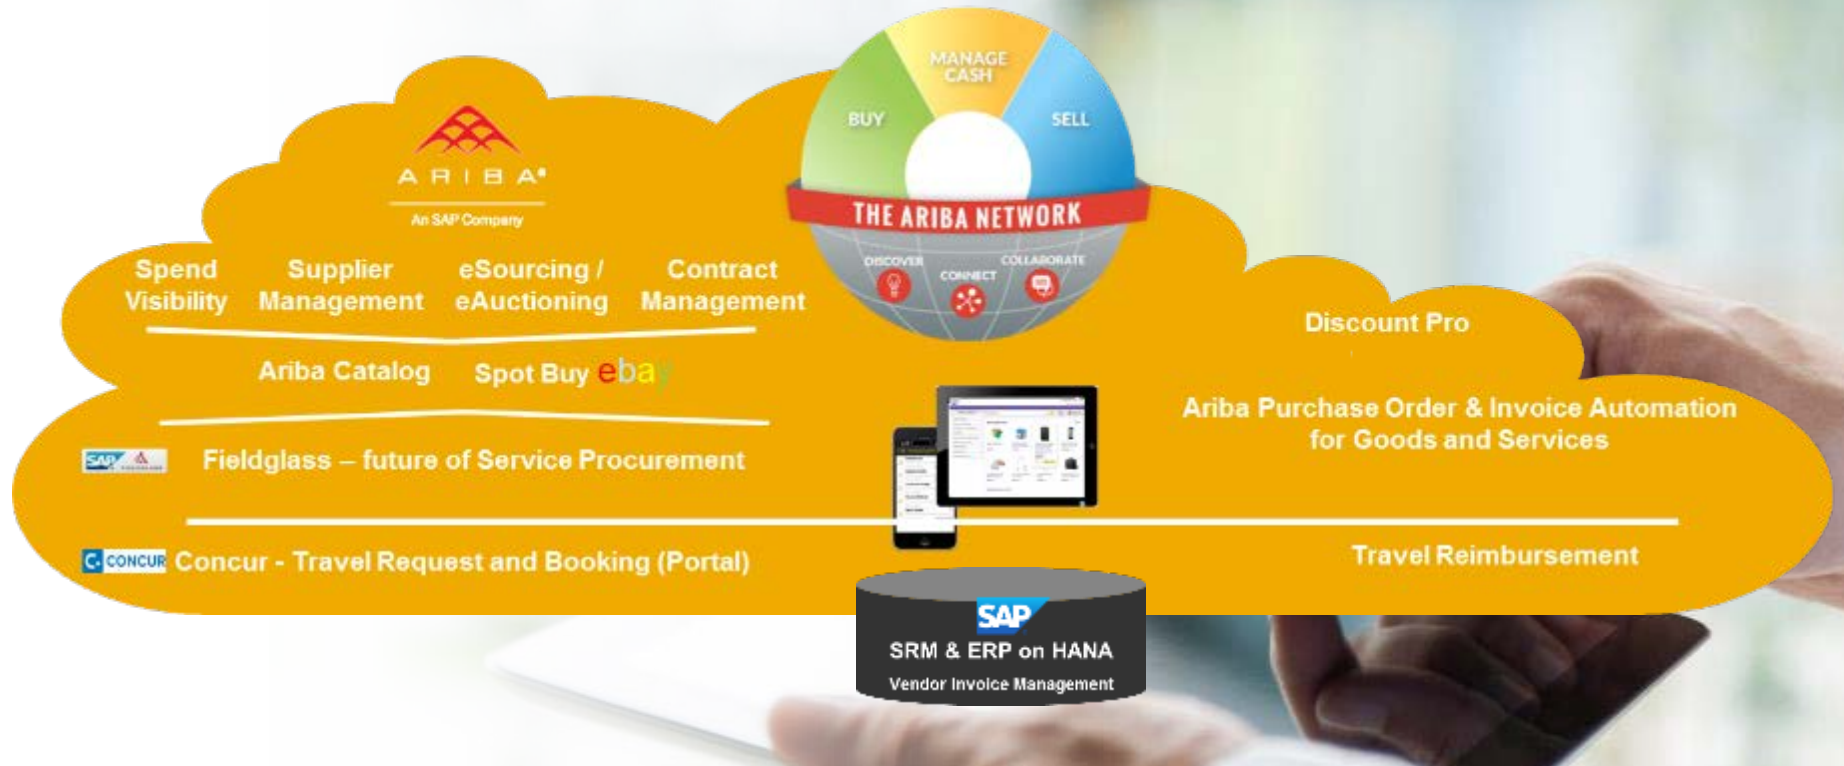 MANAGE
CASH
BUY
SELL
ARIBA
An SAP Company
THE ARIBA NETWORK
DISCOVER
CONNECT
COLLABORATE
Spend
Visibility
Supplier
Management
eSourcing /
eAuctioning
Contract
Management
Discount Pro
Ariba Catalog
Spot Buy ebay
Ariba Purchase Order & Invoice Automation
for Goods and Services
SAP
Fieldglass – future of Service Procurement
C. CONCUR
Concur - Travel Request and Booking (Portal)
Travel Reimbursement
SAP
SRM & ERP on HANA
Vendor Invoice Management